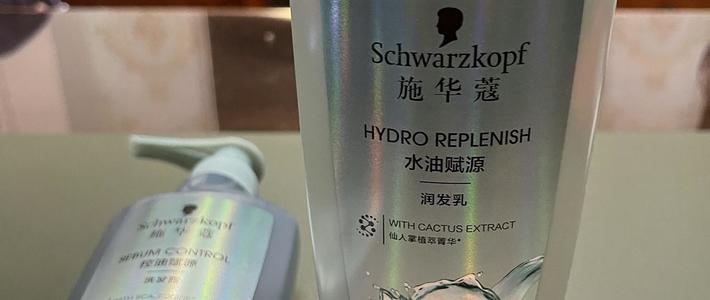 Schwarzkopf
施华蔻
HYDRO REPLENISH
水油赋源
润发乳
WITH CACTUS EXTRACT
仙人掌植萃菁华*
Schwarzkopf
施华蔻
SEBUM CONTROL
控油赋源
洗发露